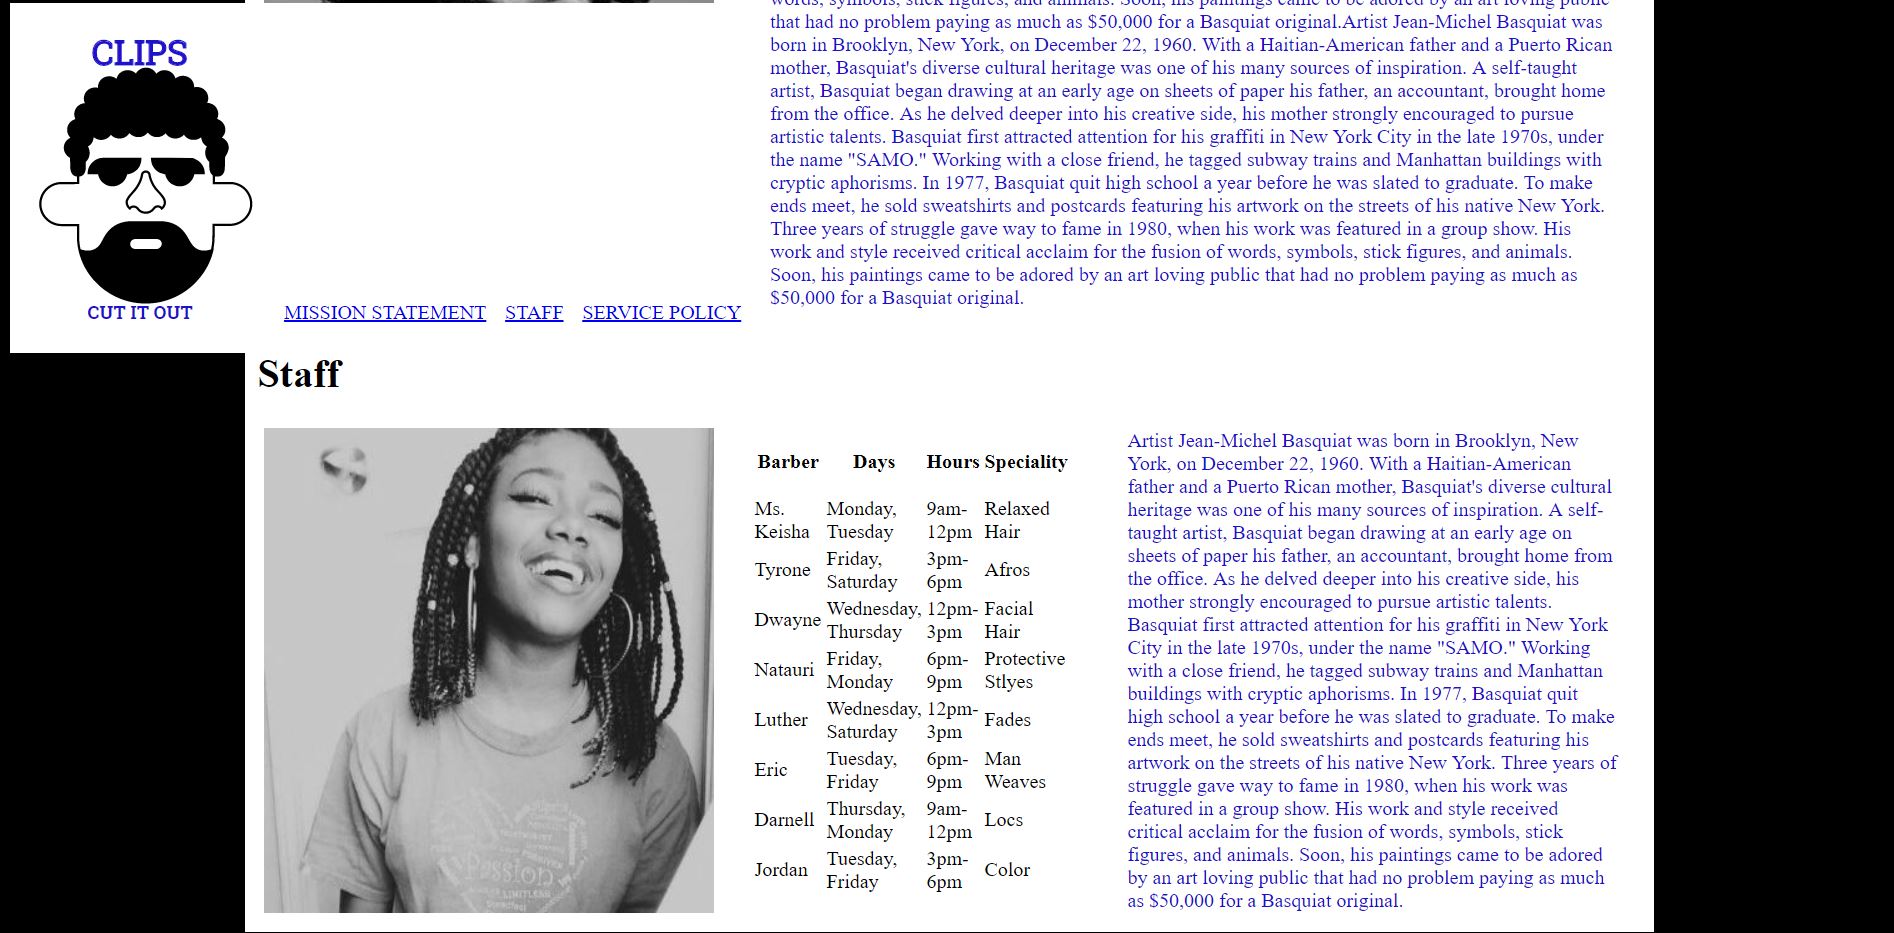 words, symbols, stick figures, and animals. Soon, his paintings came to be adored by an art loving public
that had no problem paying as much as $50,000 for a Basquiat original.Artist Jean-Michel Basquiat was
born in Brooklyn, New York, on December 22, 1960. With a Haitian-American father and a Puerto Rican
mother, Basquiat's diverse cultural heritage was one of his many sources of inspiration. A self-taught
artist, Basquiat began drawing at an early age on sheets of paper his father, an accountant, brought home
from the office. As he delved deeper into his creative side, his mother strongly encouraged to pursue
artistic talents. Basquiat first attracted attention for his graffiti in New York City in the late 1970s, under
the name "SAMO." Working with a close friend, he tagged subway trains and Manhattan buildings with
cryptic aphorisms. In 1977, Basquiat quit high school a year before he was slated to graduate. To make
ends meet, he sold sweatshirts and postcards featuring his artwork on the streets of his native New York.
Three years of struggle gave way to fame in 1980, when his work was featured in a group show. His
work and style received critical acclaim for the fusion of words, symbols, stick figures, and animals.
Soon, his paintings came to be adored by an art loving public that had no problem paying as much as
$50,000 for a Basquiat original.
CLIPS
CUT IT OUT
MISSION STATEMENT STAFF SERVICE POLICY
Staff
Barber Days Hours Speciality
Ms. Monday, 9am- Relaxed
Keisha Tuesday 12pm Hair
Tyrone Friday, 3pm- Afros
Saturday 6pm
Dwayne Wednesday, 12pm- Facial
Thursday 3pm Hair
Natauri Friday, 6pm- Protective
Monday 9pm Stlyes
Luther Wednesday, 12pm- Fades
Saturday 3pm
Eric Tuesday, 6pm- Man
Friday 9pm Weaves
Darnell Thursday, 9am- Locs
Monday 12pm
Jordan Tuesday, 3pm- Color
Friday 6pm
Artist Jean-Michel Basquiat was born in Brooklyn, New
York, on December 22, 1960. With a Haitian-American
father and a Puerto Rican mother, Basquiat's diverse cultural
heritage was one of his many sources of inspiration. A self-
taught artist, Basquiat began drawing at an early age on
sheets of paper his father, an accountant, brought home from
the office. As he delved deeper into his creative side, his
mother strongly encouraged to pursue artistic talents.
Basquiat first attracted attention for his graffiti in New York
City in the late 1970s, under the name "SAMO." Working
with a close friend, he tagged subway trains and Manhattan
buildings with cryptic aphorisms. In 1977, Basquiat quit
high school a year before he was slated to graduate. To make
ends meet, he sold sweatshirts and postcards featuring his
artwork on the streets of his native New York. Three years of
struggle gave way to fame in 1980, when his work was
featured in a group show. His work and style received
critical acclaim for the fusion of words, symbols, stick
figures, and animals. Soon, his paintings came to be adored
by an art loving public that had no problem paying as much
as $50,000 for a Basquiat original.
Passion
LIMITLESS